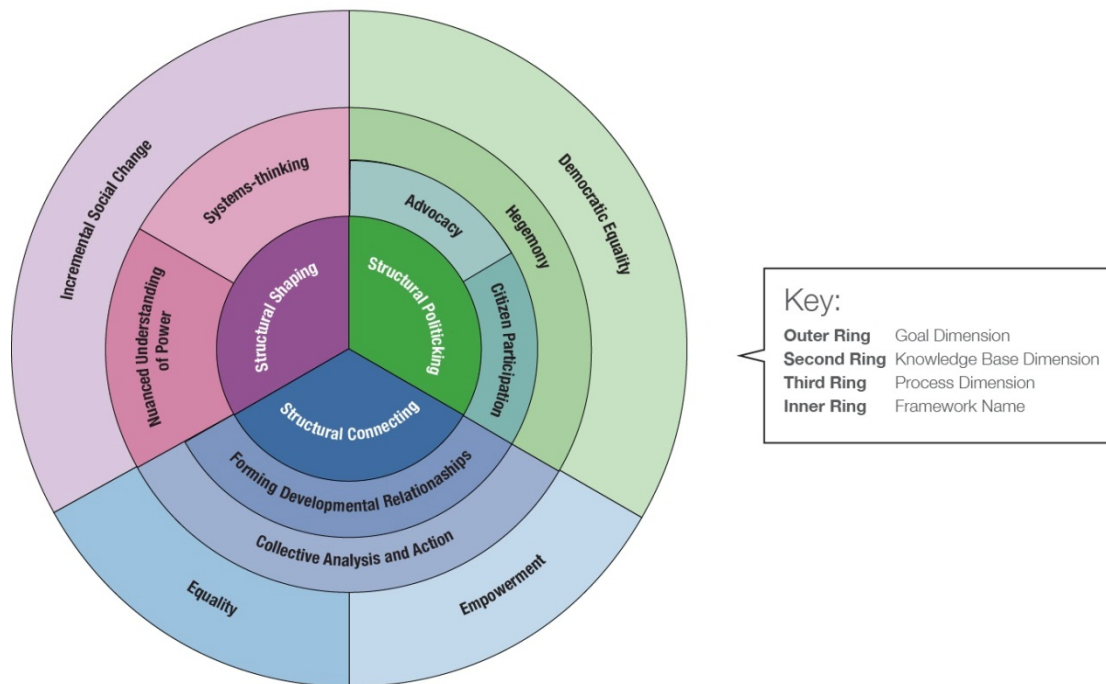 Incremental Social Change
Systems-thinking
Nuanced Understanding
of Power
Structural Shaping
Democratic Equality
Hegemony
Advocacy
Citizen Participation
Structural Politicking
Structural Connecting
Forming Developmental Relationaships
Collective Analysis and Action
Equality
Empowerment
Key:
Outer Ring Goal Dimension
Second Ring Knowledge Base Dimension
Third Ring Process Dimension
Inner Ring Framework Name